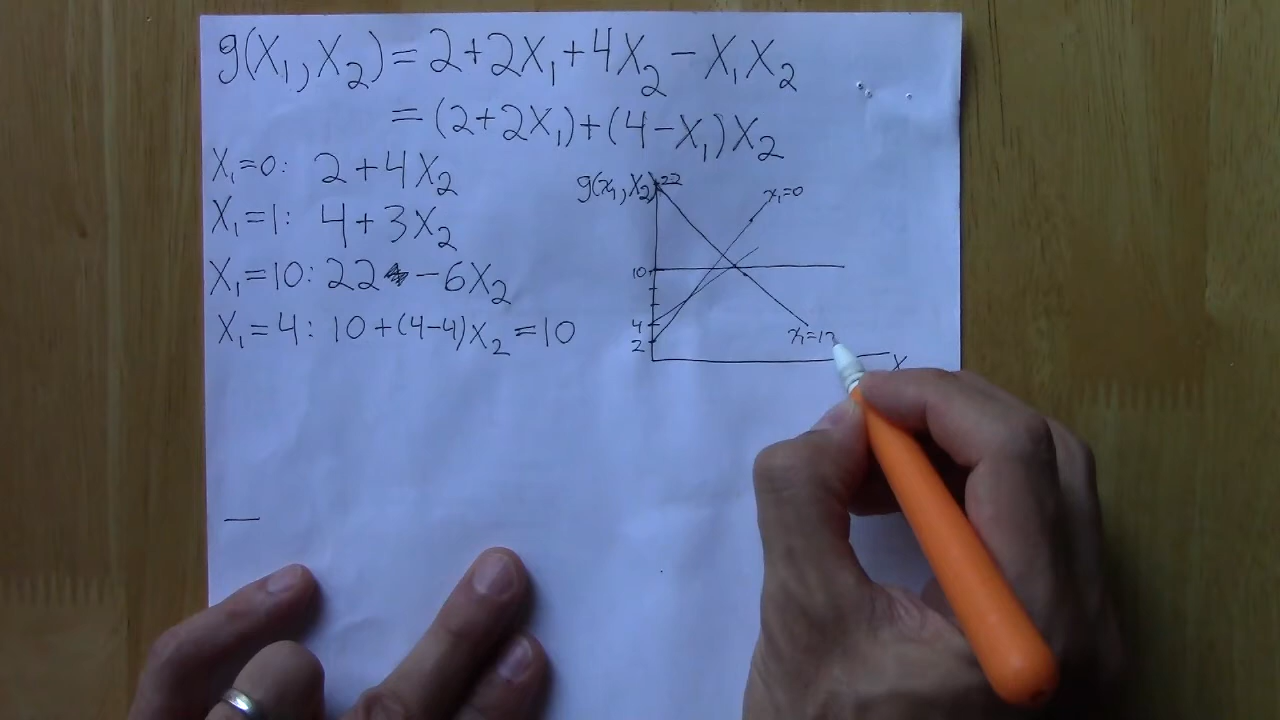 g(X₁, X₂) = 2+2X₁+4X₂ - X₁X₂
= (2+2X₁)+(4-X₁)X₂
X₁=0: 2+4X₂
X₁=1: 4+3X₂
X₁=10: 22 -6X₂
X₁=4: 10+(4-4)X₂ =10
g(x₁, X₂)
22
x₁=0
10
4
2
x₁=10
X